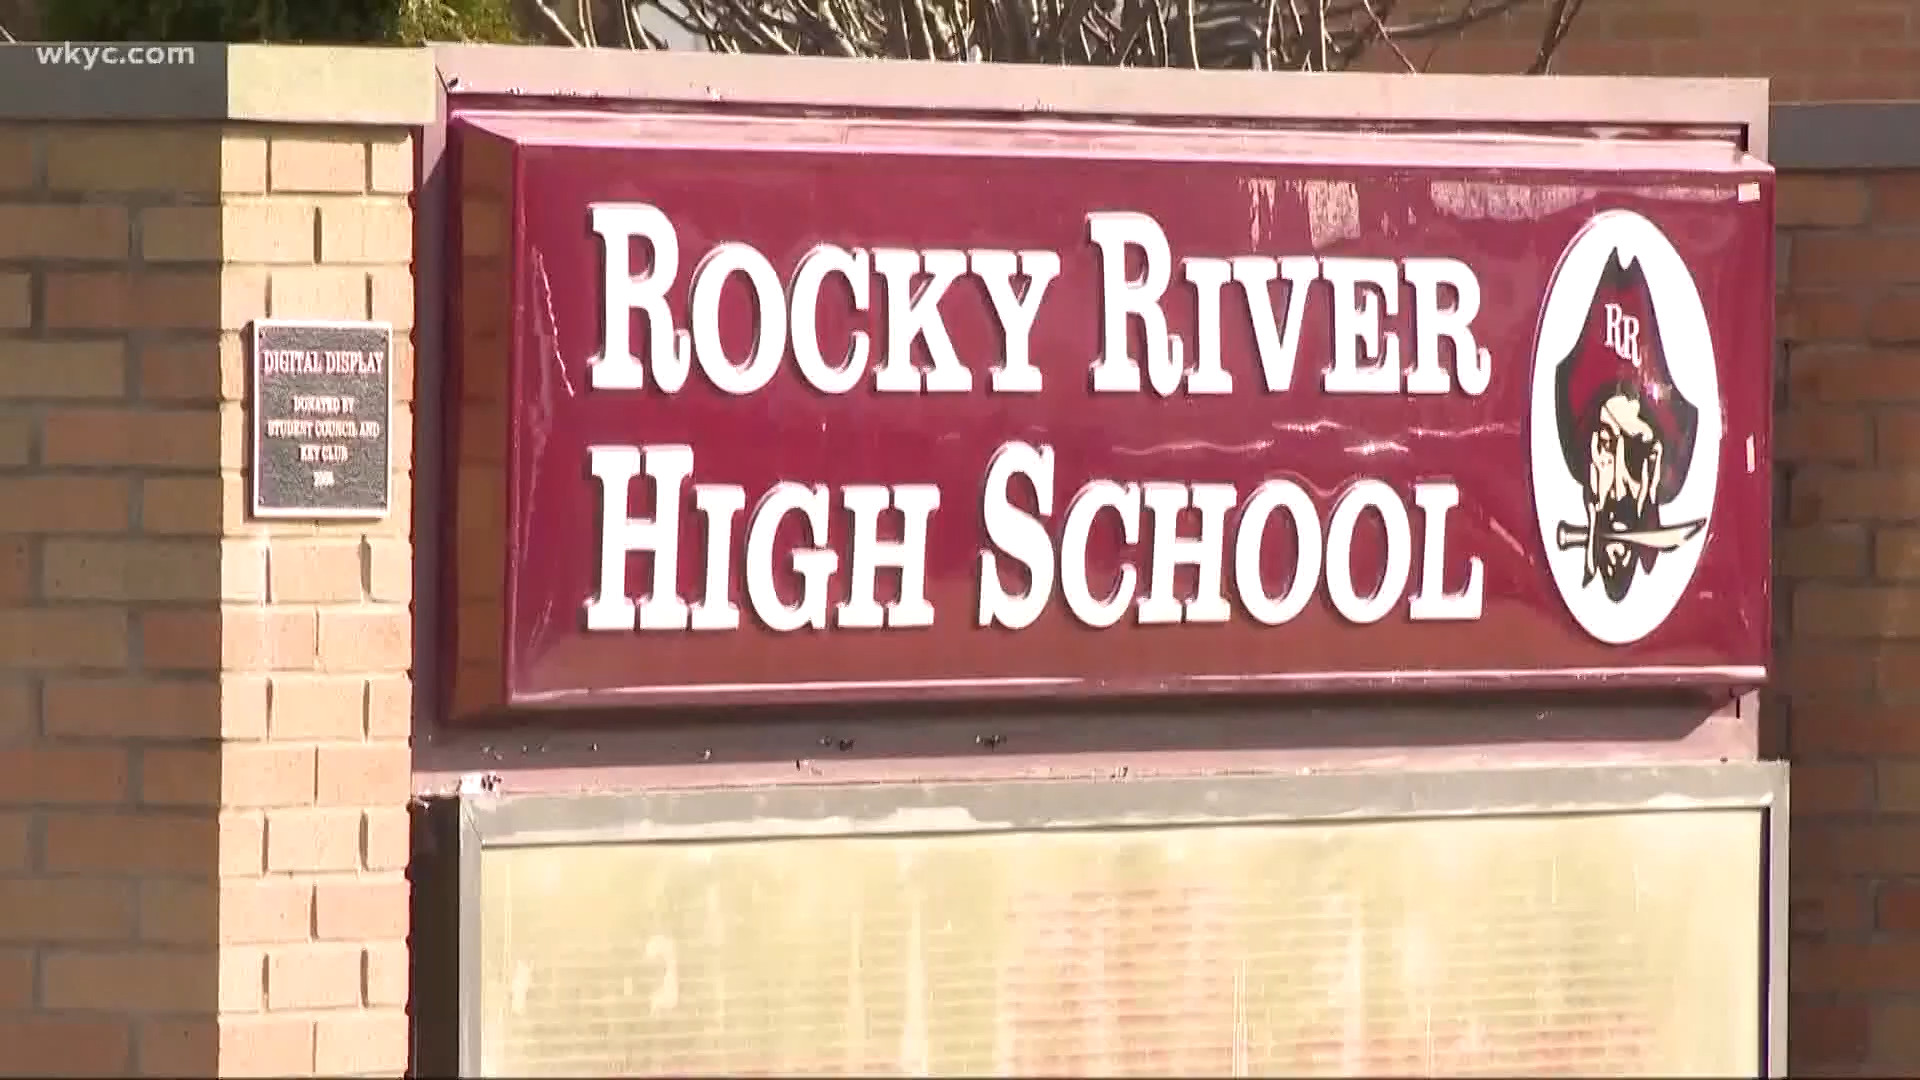 wkyc.com
ROCKY RIVER
HIGH SCHOOL
RR
DIGITAL DISPLAY
DONATED BY
STUDENT COUNCIL AND
KEY CLUB